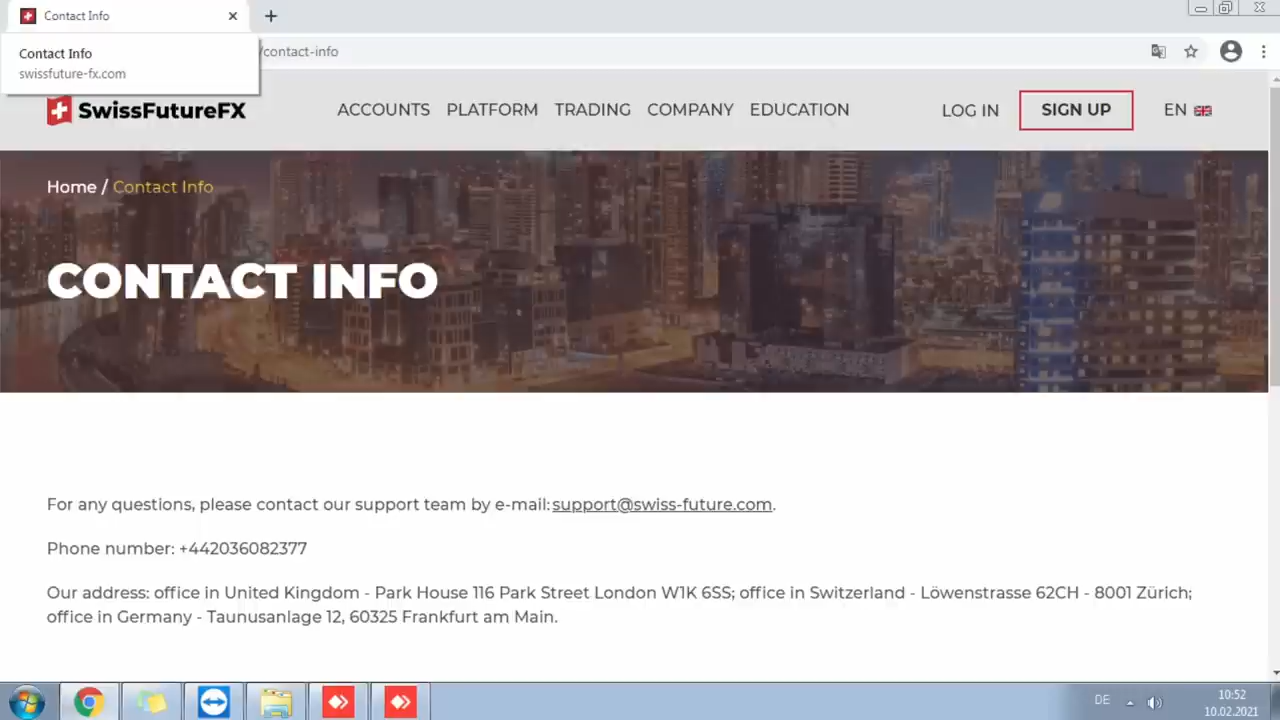 Contact Info
Contact Info
swissfuture-fx.com
/contact-info
SwissFutureFX
ACCOUNTS PLATFORM TRADING COMPANY EDUCATION
LOG IN
SIGN UP
EN
Home / Contact Info
CONTACT INFO
For any questions, please contact our support team by e-mail: support@swiss-future.com.
Phone number: +442036082377
Our address: office in United Kingdom - Park House 116 Park Street London W1K 6SS; office in Switzerland - Löwenstrasse 62CH - 8001 Zürich;
office in Germany - Taunusanlage 12, 60325 Frankfurt am Main.
DE
10:52
10.02.2021